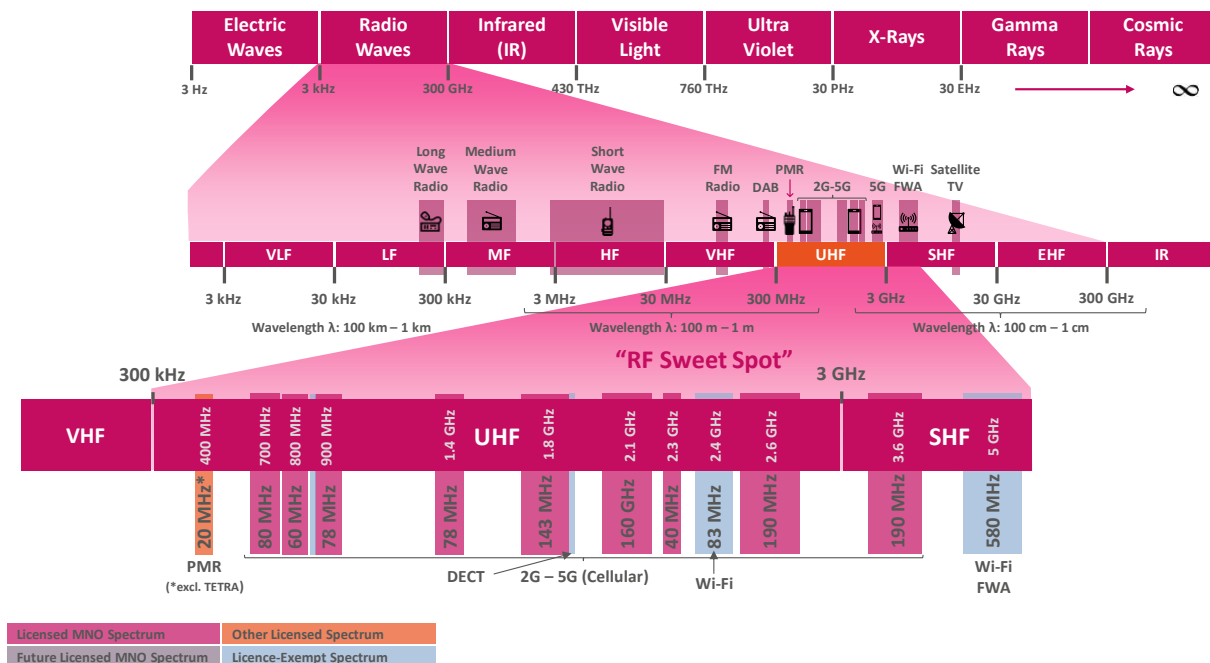 Electric
Waves
Radio
Waves
Infrared
(IR)
Visible
Light
Ultra
Violet
X-Rays
Gamma
Rays
Cosmic
Rays
3 Hz
3 kHz
300 GHz
430 THz
760 THz
30 PHz
30 EHz
∞
Long
Wave
Radio
Medium
Wave
Radio
Short
Wave
Radio
FM
Radio
DAB
PMR
2G-5G
5G
Wi-Fi
FWA
Satellite
TV
VLF
LF
MF
HF
VHF
UHF
SHF
EHF
IR
3 kHz
30 kHz
300 kHz
3 MHz
30 MHz
300 MHz
3 GHz
30 GHz
300 GHz
Wavelength λ: 100 km – 1 km
Wavelength λ: 100 m – 1 m
Wavelength λ: 100 cm – 1 cm
“RF Sweet Spot”
300 kHz
3 GHz
VHF
400 MHz
700 MHz
800 MHz
900 MHz
1.4 GHz
UHF
1.8 GHz
2.1 GHz
2.3 GHz
2.4 GHz
2.6 GHz
3.6 GHz
SHF
5 GHz
20 MHz*
80 MHz
60 MHz
78 MHz
78 MHz
143 MHz
160 GHz
40 MHz
83 MHz
190 MHz
190 MHz
580 MHz
PMR
(*excl. TETRA)
DECT
2G – 5G (Cellular)
Wi-Fi
Wi-Fi
FWA
Licensed MNO Spectrum
Other Licensed Spectrum
Future Licensed MNO Spectrum
Licence-Exempt Spectrum